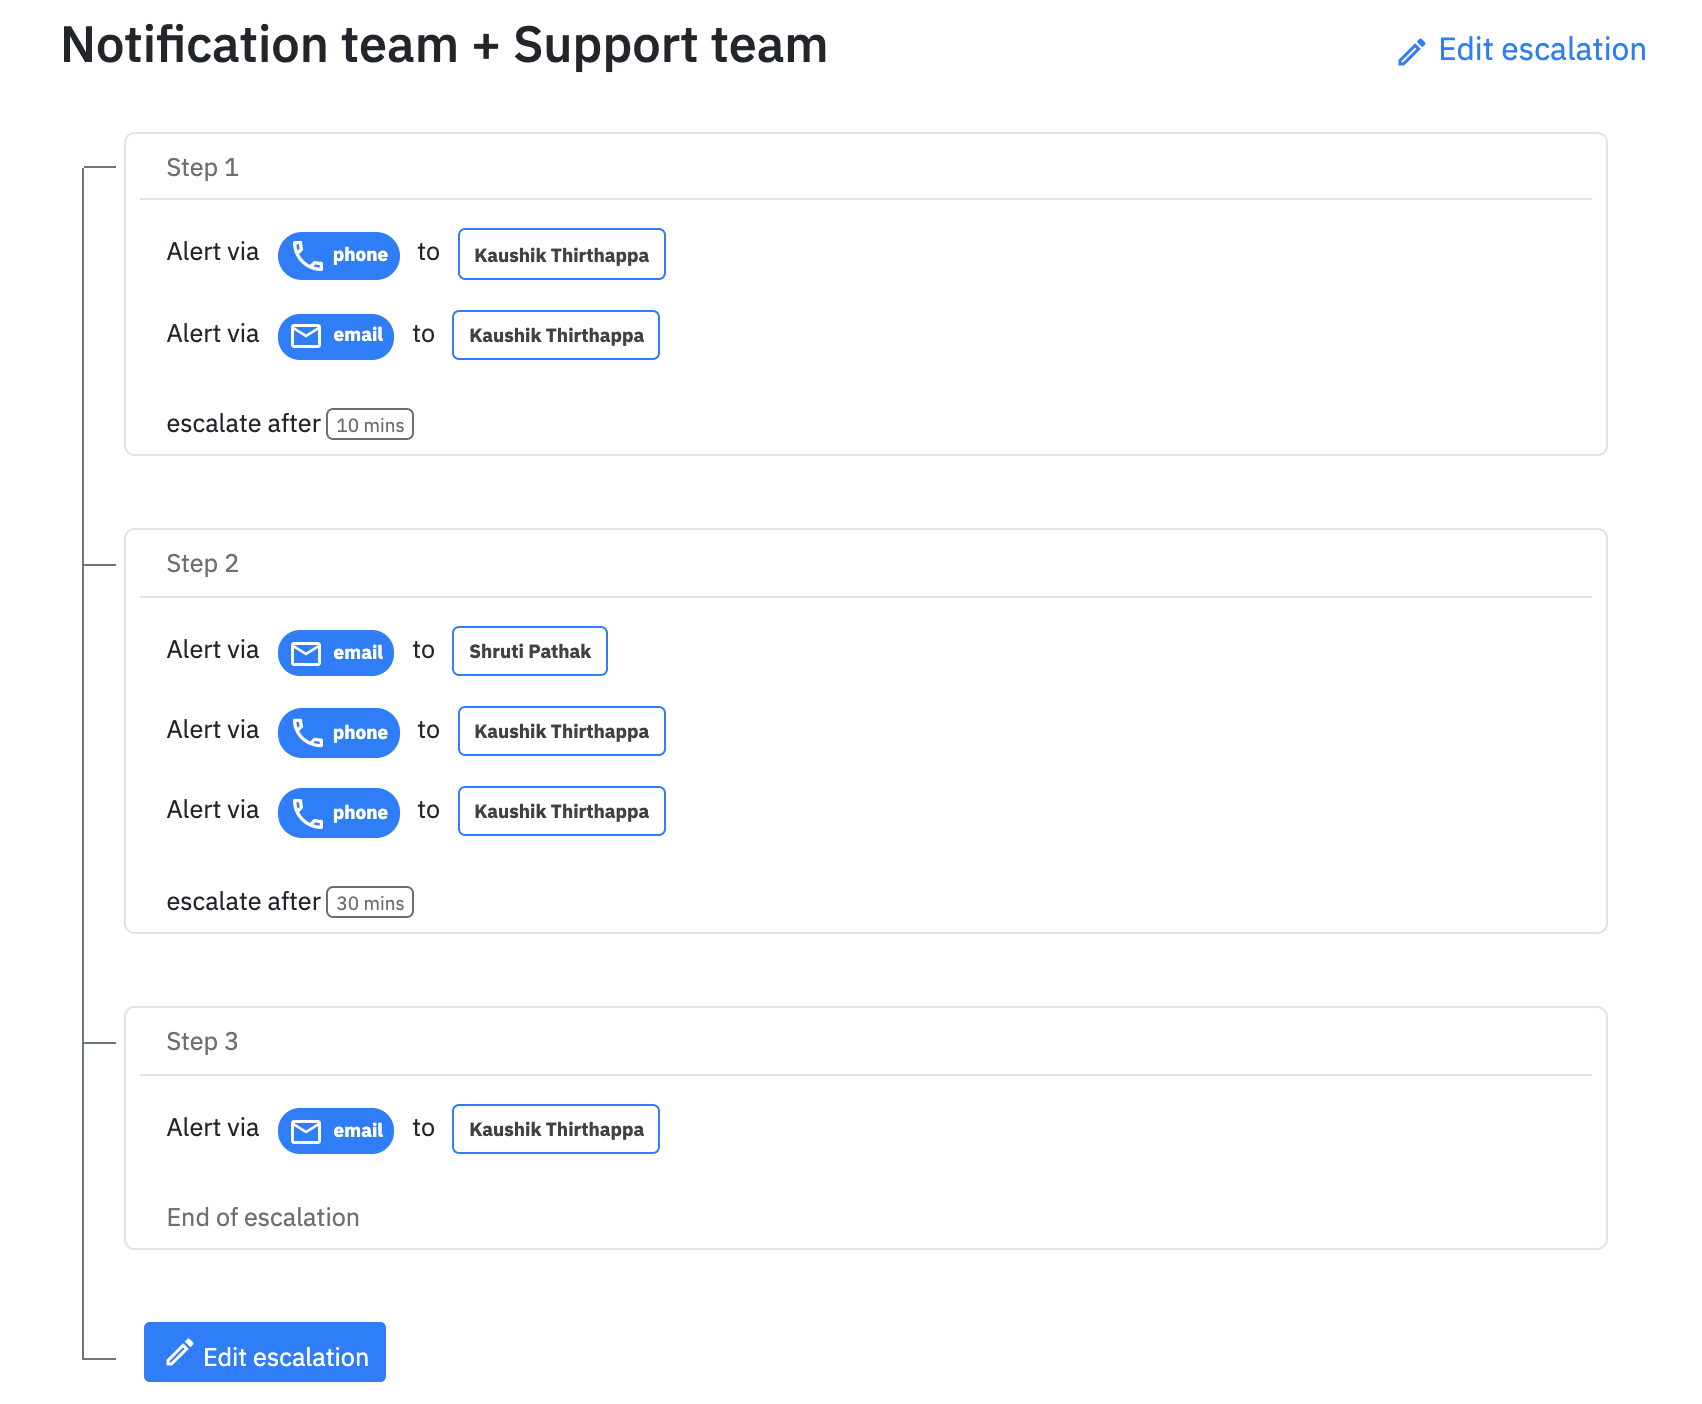 Notification team + Support team
Edit escalation
Step 1
Alert via phone to Kaushik Thirthappa
Alert via email to Kaushik Thirthappa
escalate after 10 mins
Step 2
Alert via email to Shruti Pathak
Alert via phone to Kaushik Thirthappa
Alert via phone to Kaushik Thirthappa
escalate after 30 mins
Step 3
Alert via email to Kaushik Thirthappa
End of escalation
Edit escalation